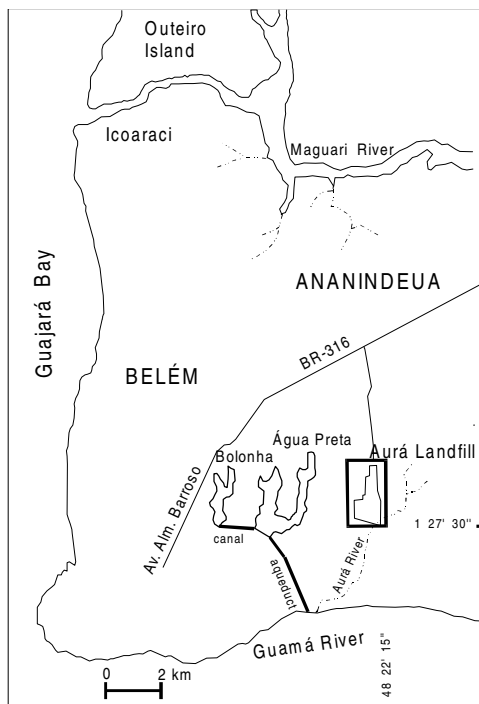 Outeiro
Island
Icoaraci
Maguari River
Guajará Bay
ANANINDEUA
BR-316
BELÉM
Água Preta
Bolonha
Aurá Landfill
Av. Alm. Barroso
canal
1 27' 30"
aqueduct
Aurá River
Guamá River
48 22' 15"
0 2 km